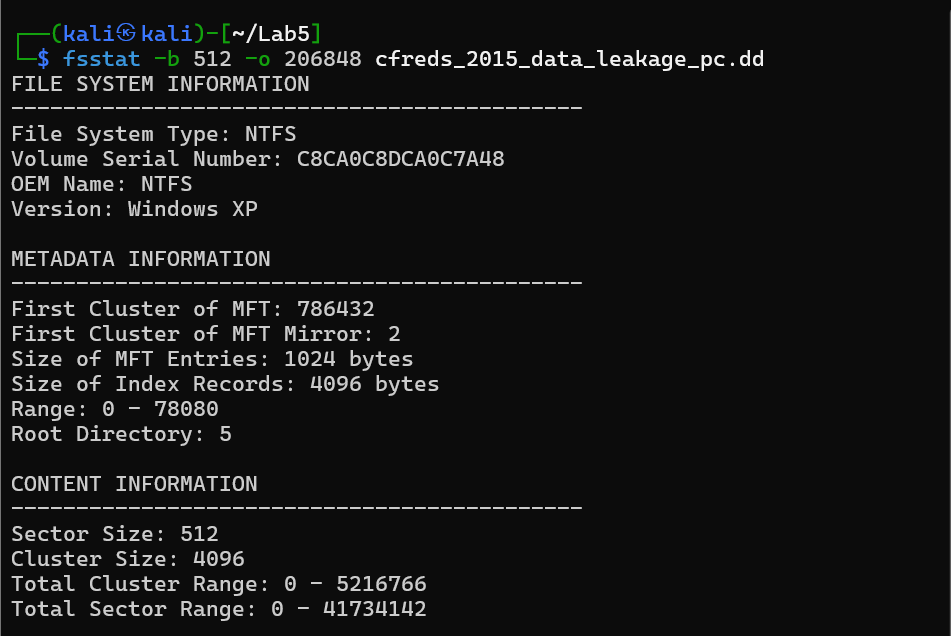 ┌──(kali㉿kali)-[~/Lab5]
└─$ fsstat -b 512 -o 206848 cfreds_2015_data_leakage_pc.dd
FILE SYSTEM INFORMATION
--------------------------------------------
File System Type: NTFS
Volume Serial Number: C8CA0C8DCA0C7A48
OEM Name: NTFS
Version: Windows XP

METADATA INFORMATION
--------------------------------------------
First Cluster of MFT: 786432
First Cluster of MFT Mirror: 2
Size of MFT Entries: 1024 bytes
Size of Index Records: 4096 bytes
Range: 0 - 78080
Root Directory: 5

CONTENT INFORMATION
--------------------------------------------
Sector Size: 512
Cluster Size: 4096
Total Cluster Range: 0 - 5216766
Total Sector Range: 0 - 41734142